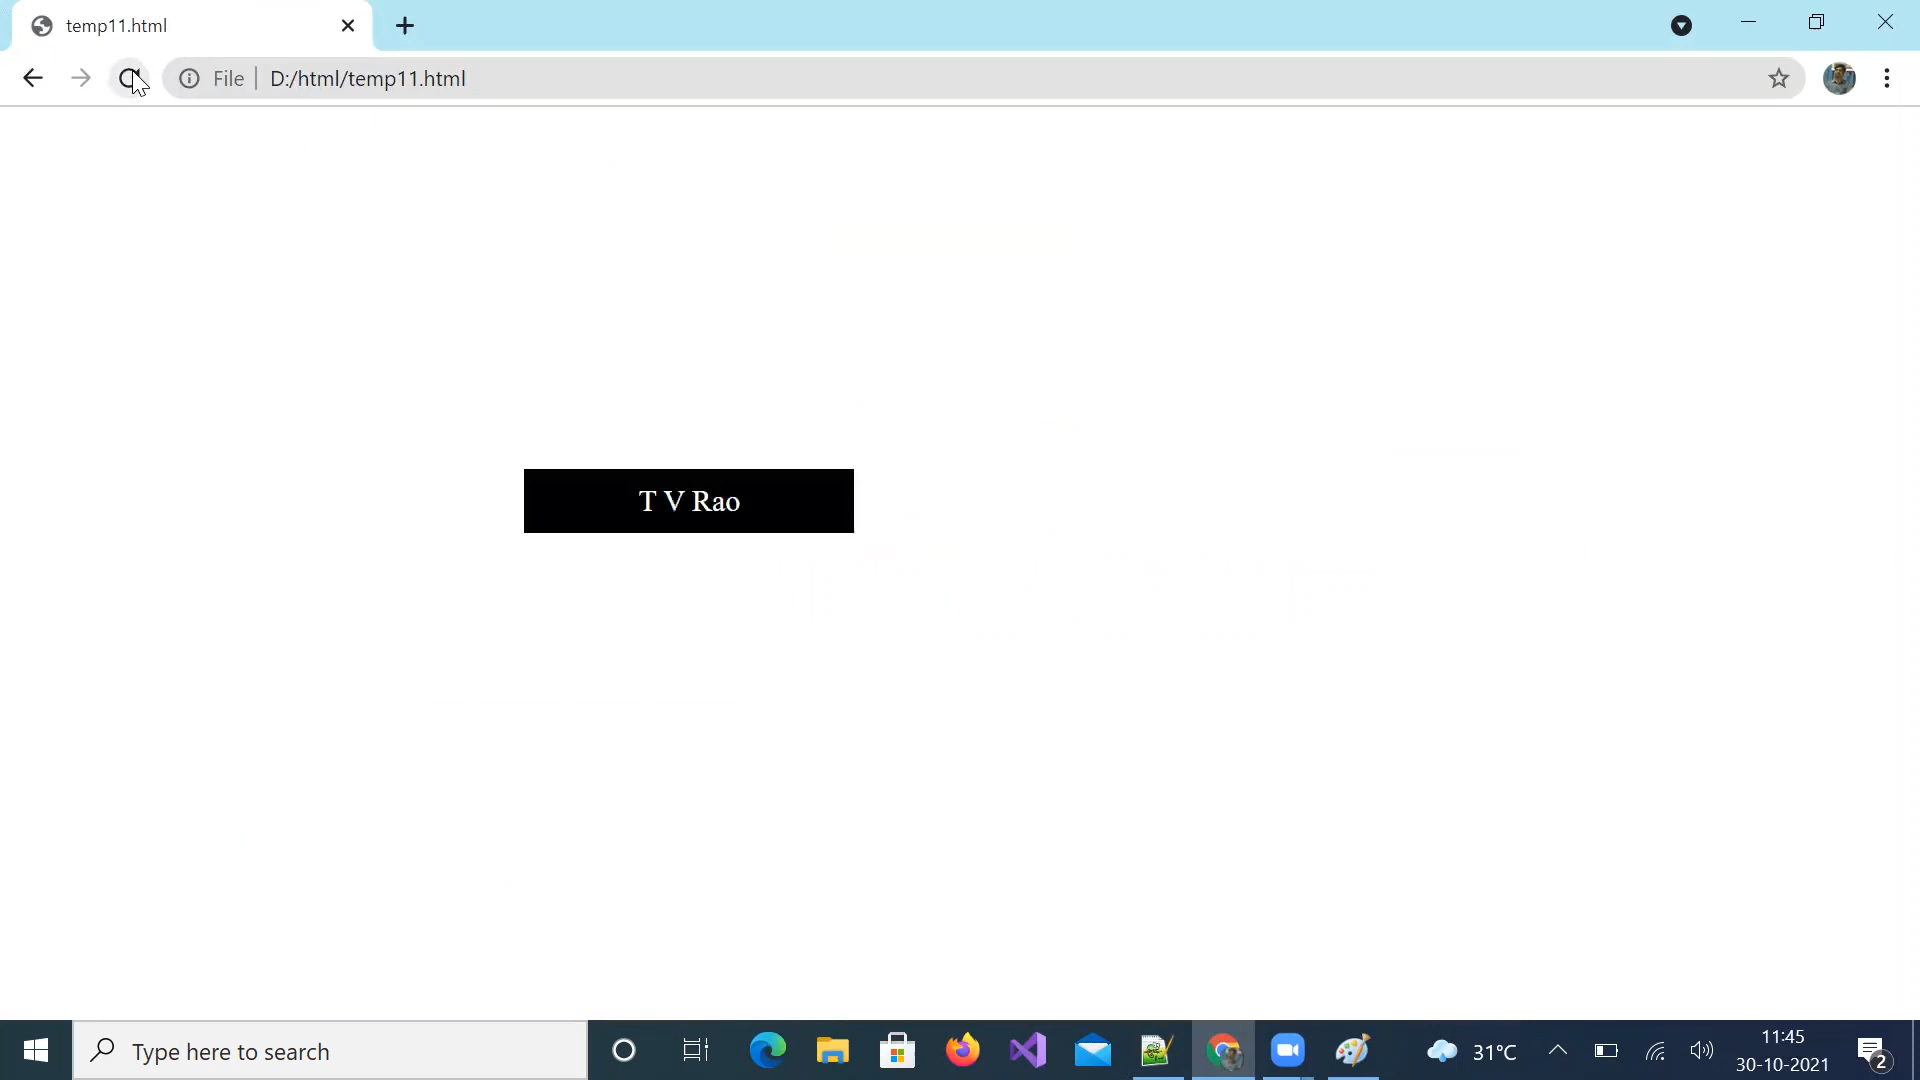 temp11.html
File
D:/html/temp11.html
T V Rao
Type here to search
31°C
11:45
30-10-2021
2